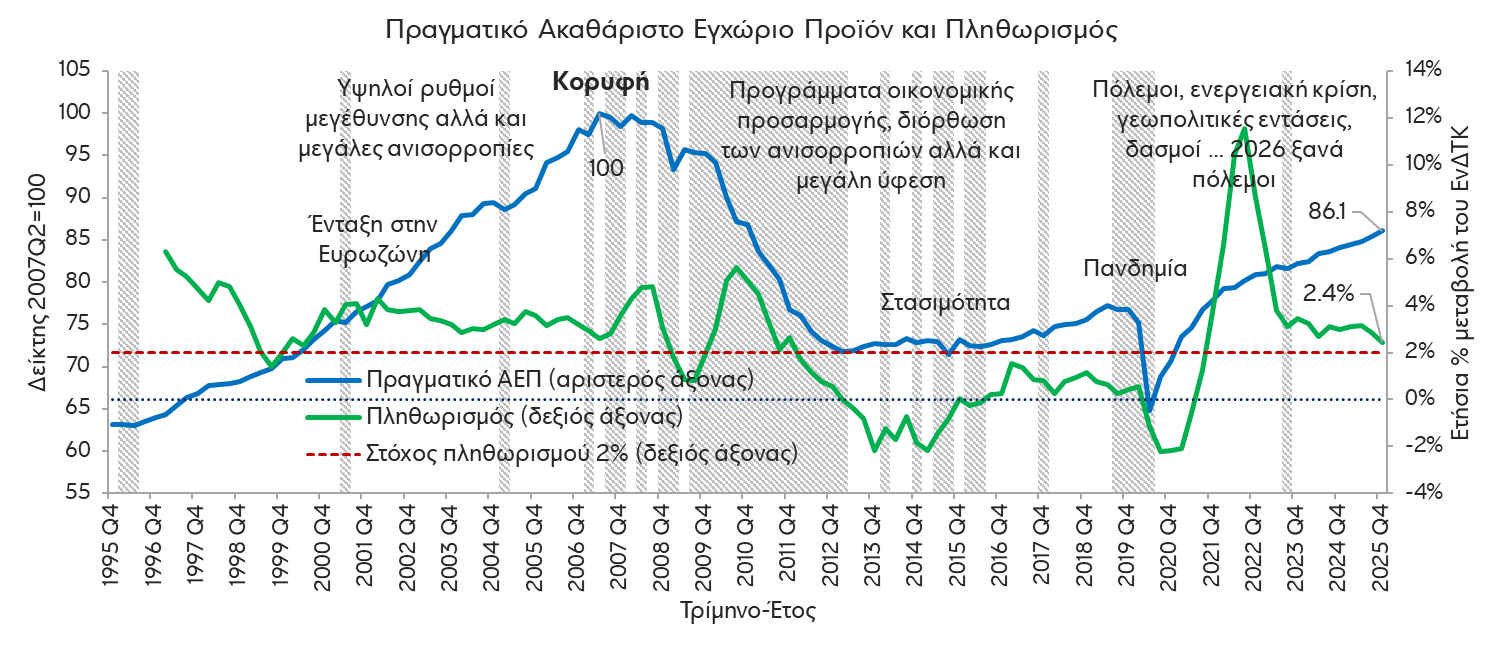 Πραγματικό Ακαθάριστο Εγχώριο Προϊόν και Πληθωρισμός
Δείκτης 2007Q2=100
105
100
95
90
85
80
75
70
65
60
55
14%
12%
10%
8%
6%
4%
2%
0%
-2%
-4%
Ετήσια % μεταβολή του ΕνΔΤΚ
Υψηλοί ρυθμοί
μεγέθυνσης αλλά και
μεγάλες ανισορροπίες
Ένταξη στην
Ευρωζώνη
Κορυφή
100
Προγράμματα οικονομικής
προσαρμογής, διόρθωση
των ανισορροπιών αλλά και
μεγάλη ύφεση
Στασιμότητα
Πανδημία
Πόλεμοι, ενεργειακή κρίση,
γεωπολιτικές εντάσεις,
δασμοί ... 2026 ξανά
πόλεμοι
86.1
2.4%
Πραγματικό ΑΕΠ (αριστερός άξονας)
Πληθωρισμός (δεξιός άξονας)
Στόχος πληθωρισμού 2% (δεξιός άξονας)
1995 Q4
1996 Q4
1997 Q4
1998 Q4
1999 Q4
2000 Q4
2001 Q4
2002 Q4
2003 Q4
2004 Q4
2005 Q4
2006 Q4
2007 Q4
2008 Q4
2009 Q4
2010 Q4
2011 Q4
2012 Q4
2013 Q4
2014 Q4
2015 Q4
2016 Q4
2017 Q4
2018 Q4
2019 Q4
2020 Q4
2021 Q4
2022 Q4
2023 Q4
2024 Q4
2025 Q4
Τρίμηνο-Έτος